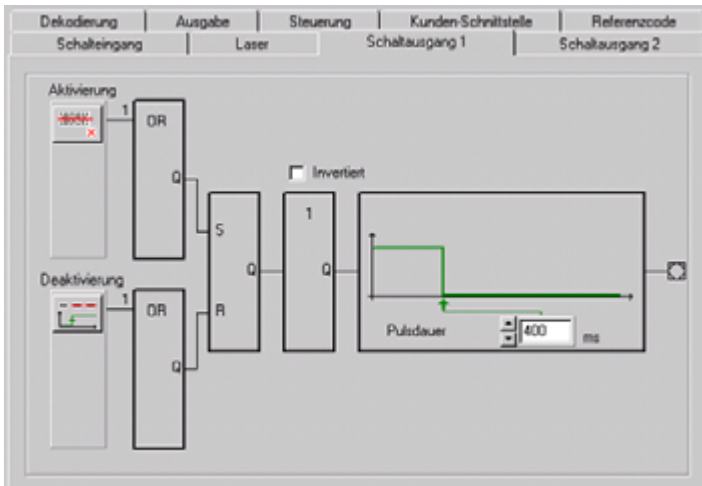 Dekodierung Ausgabe Steuerung Kunden-Schnittstelle Referenzcode
Schalteingang Laser Schaltausgang 1 Schaltausgang 2
Aktivierung
1
OR
Q
Invertiert
S
1
Q
Q
Deaktivierung
1
OR
R
Q
Pulsdauer 400 ms